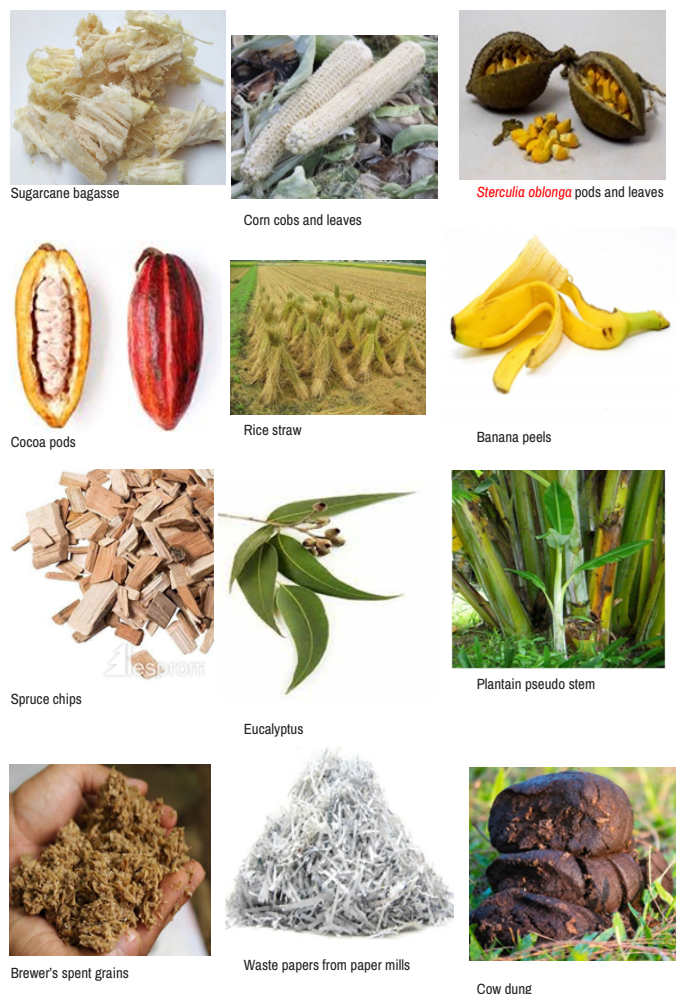 Sugarcane bagasse
Corn cobs and leaves
Sterculia oblonga pods and leaves
Cocoa pods
Rice straw
Banana peels
lesprom
Spruce chips
Eucalyptus
Plantain pseudo stem
Brewer’s spent grains
Waste papers from paper mills
Cow dung